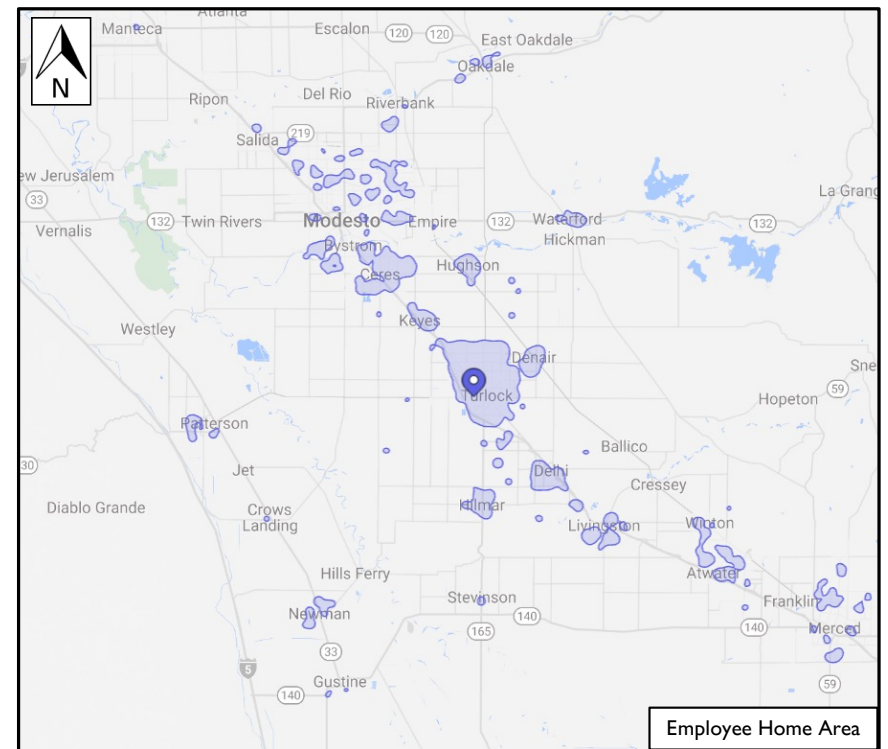 Atlanta
Manteca
Escalon
120
120
East Oakdale
Oakdale
N
Del Rio
Ripon
Riverbank
219
Salida
ew Jerusalem
33
La Grang
132
Twin Rivers
Modesto
Empire
132
Waterford
132
Vernalis
Hickman
Bystrom
Hughson
Ceres
Keyes
Westley
Denair
Sne
59
Turlock
Hopeton
Patterson
Ballico
30
Jet
Delhi
Cressey
Diablo Grande
Crows
Landing
Hilmar
Livingston
Winton
Hills Ferry
Atwater
Stevinson
Franklin
Newman
140
165
140
Merced
33
5
Gustine
140
59
Employee Home Area